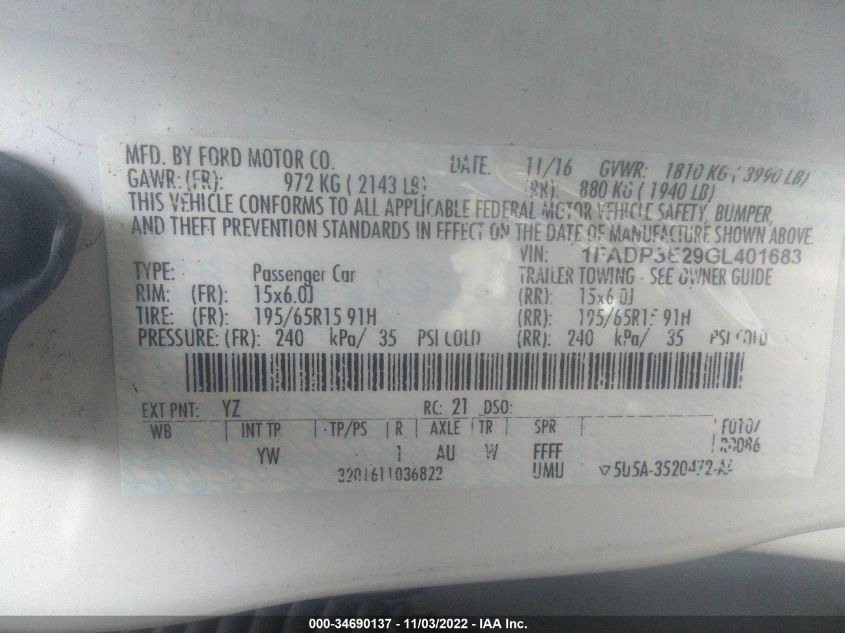 MFD. BY FORD MOTOR CO. DATE: 11/16 GVWR: 1810 KG ( 3990 LB)
GAWR: (FR): 972 KG ( 2143 LB) (RR): 880 KG ( 1940 LB)
THIS VEHICLE CONFORMS TO ALL APPLICABLE FEDERAL MOTOR VEHICLE SAFETY, BUMPER,
AND THEFT PREVENTION STANDARDS IN EFFECT ON THE DATE OF MANUFACTURE SHOWN ABOVE.
VIN: 1FADP3E29GL401683
TYPE: Passenger Car TRAILER TOWING - SEE OWNER GUIDE
RIM: (FR): 15x6.0J (RR): 15x6.0J
TIRE: (FR): 195/65R15 91H (RR): 195/65R15 91H
PRESSURE: (FR): 240 kPa/ 35 PSI COLD (RR): 240 kPa/ 35 PSI COLD
EXT PNT: YZ RC: 21 DSO:
WB INT TR TP/PS R AXLE TR SPR
YW 1 AU W FFFF
3201611036822 UMU
000-34690137 - 11/03/2022 - IAA Inc.